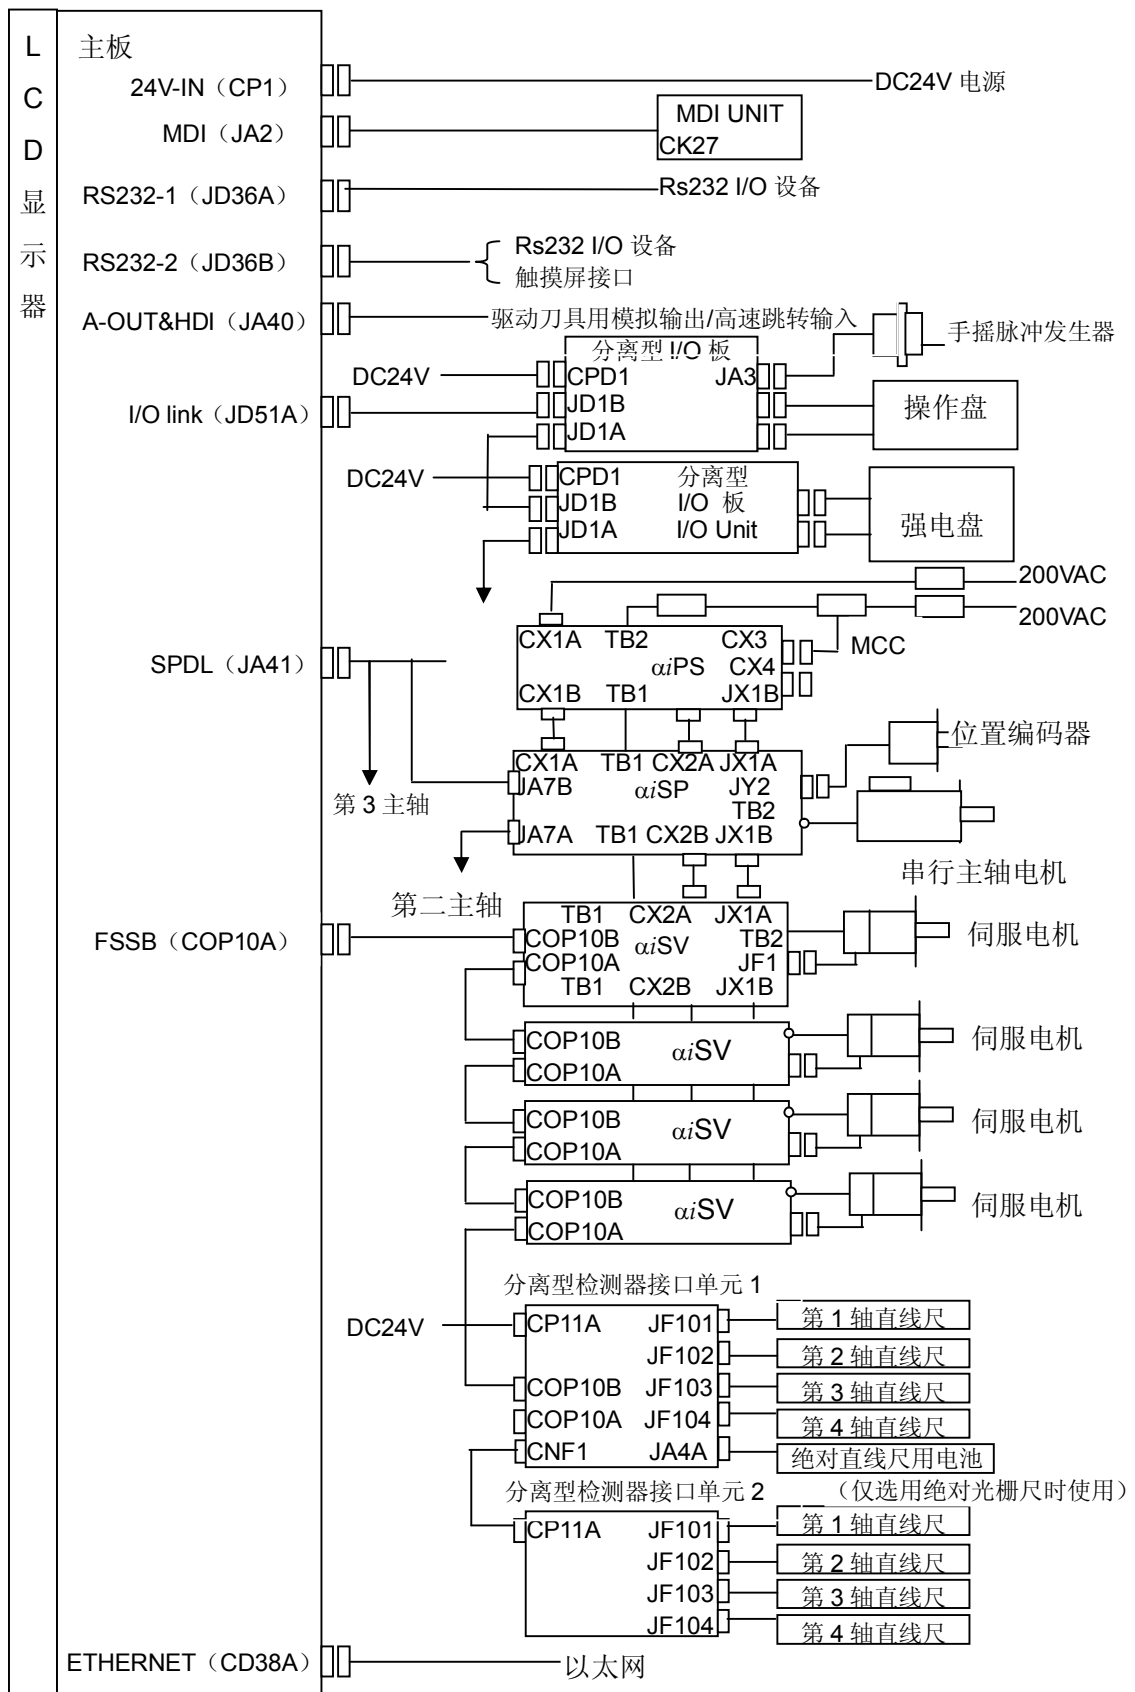 L
C
D
显
示
器
主板
24V-IN（CP1）
DC24V 电源
MDI（JA2）
MDI UNIT
CK27
RS232-1（JD36A）
Rs232 I/O 设备
RS232-2（JD36B）
Rs232 I/O 设备
触摸屏接口
A-OUT&HDI（JA40）
驱动刀具用模拟输出/高速跳转输入
手摇脉冲发生器
分离型 I/O 板
DC24V
CPD1
JA3
I/O link（JD51A）
JD1B
JD1A
操作盘
DC24V
CPD1
分离型
JD1B
I/O 板
JD1A
I/O Unit
强电盘
200VAC
200VAC
MCC
CX1A TB2 CX3
αiPS CX4
CX1B TB1 JX1B
SPDL（JA41）
第 3 主轴
第二主轴
CX1A TB1 CX2A JX1A
JA7B αiSP JY2
TB2
JA7A TB1 CX2B JX1B
位置编码器
串行主轴电机
FSSB（COP10A）
TB1 CX2A JX1A
COP10B αiSV TB2
COP10A JF1
TB1 CX2B JX1B
伺服电机
COP10B αiSV
COP10A
伺服电机
COP10B αiSV
COP10A
伺服电机
COP10B αiSV
COP10A
伺服电机
分离型检测器接口单元 1
DC24V
CP11A JF101
第 1 轴直线尺
JF102
第 2 轴直线尺
COP10B JF103
第 3 轴直线尺
COP10A JF104
第 4 轴直线尺
CNF1 JA4A
绝对直线尺用电池
分离型检测器接口单元 2
（仅选用绝对光栅尺时使用）
CP11A JF101
第 1 轴直线尺
JF102
第 2 轴直线尺
JF103
第 3 轴直线尺
JF104
第 4 轴直线尺
ETHERNET（CD38A）
以太网